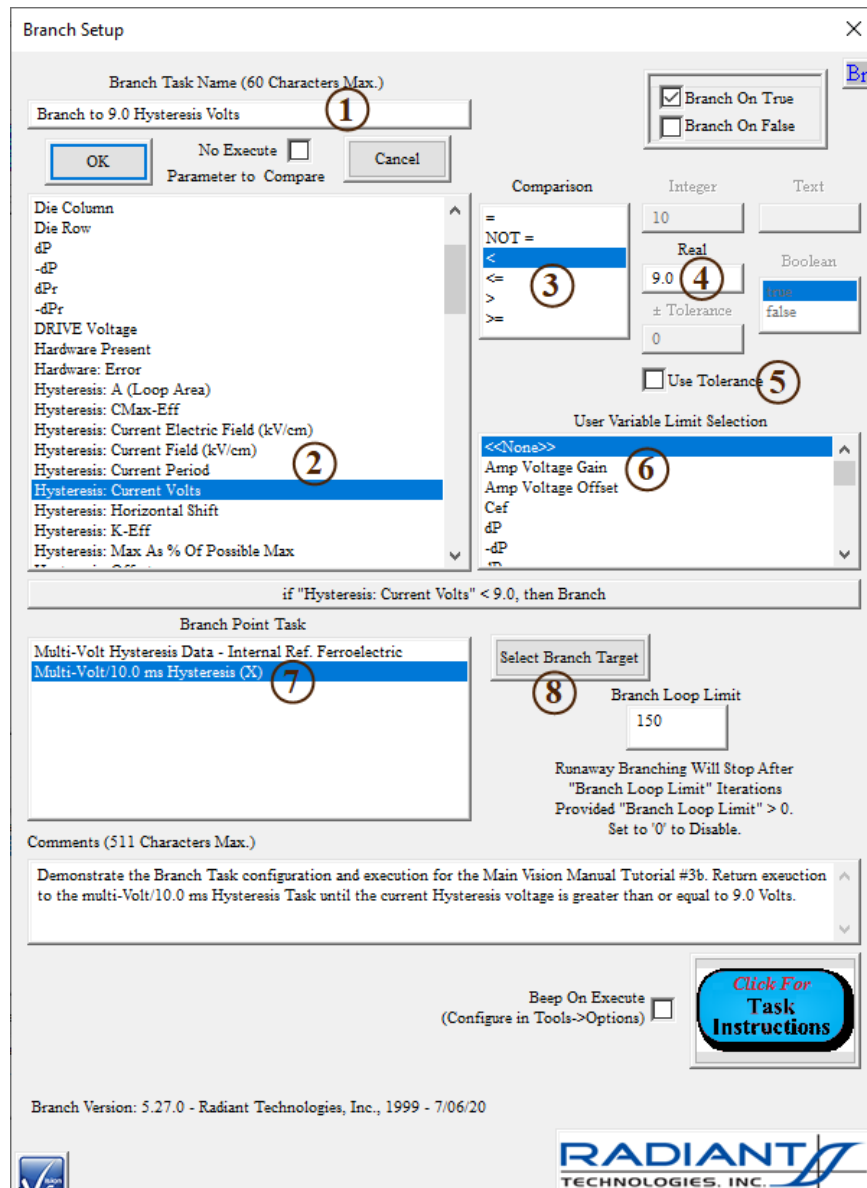 Branch Setup
Br
Branch Task Name (60 Characters Max.)
Branch to 9.0 Hysteresis Volts
1
Branch On True
Branch On False
OK
No Execute
Cancel
Parameter to Compare
Die Column
Die Row
dP
-dP
dPr
-dPr
DRIVE Voltage
Hardware Present
Hardware: Error
Hysteresis: A (Loop Area)
Hysteresis: CMax-Eff
Hysteresis: Current Electric Field (kV/cm)
Hysteresis: Current Field (kV/cm)
Hysteresis: Current Period
Hysteresis: Current Volts
Hysteresis: Horizontal Shift
Hysteresis: K-Eff
Hysteresis: Max As % Of Possible Max
2
Comparison
=
NOT =
<
<=
>
>=
3
Integer
10
Real
9.0
4
± Tolerance
0
Text
Boolean
true
false
Use Tolerance
5
User Variable Limit Selection
<<None>>
Amp Voltage Gain
Amp Voltage Offset
Cef
dP
-dP
6
if "Hysteresis: Current Volts" < 9.0, then Branch
Branch Point Task
Multi-Volt Hysteresis Data - Internal Ref. Ferroelectric
Multi-Volt/10.0 ms Hysteresis (X)
7
Select Branch Target
8
Branch Loop Limit
150
Runaway Branching Will Stop After
"Branch Loop Limit" Iterations
Provided "Branch Loop Limit" > 0.
Set to '0' to Disable.
Comments (511 Characters Max.)
Demonstrate the Branch Task configuration and execution for the Main Vision Manual Tutorial #3b. Return exeuction
to the multi-Volt/10.0 ms Hysteresis Task until the current Hysteresis voltage is greater than or equal to 9.0 Volts.
Beep On Execute
(Configure in Tools->Options)
Click For
Task
Instructions
Branch Version: 5.27.0 - Radiant Technologies, Inc., 1999 - 7/06/20
RADIANT
TECHNOLOGIES, INC.